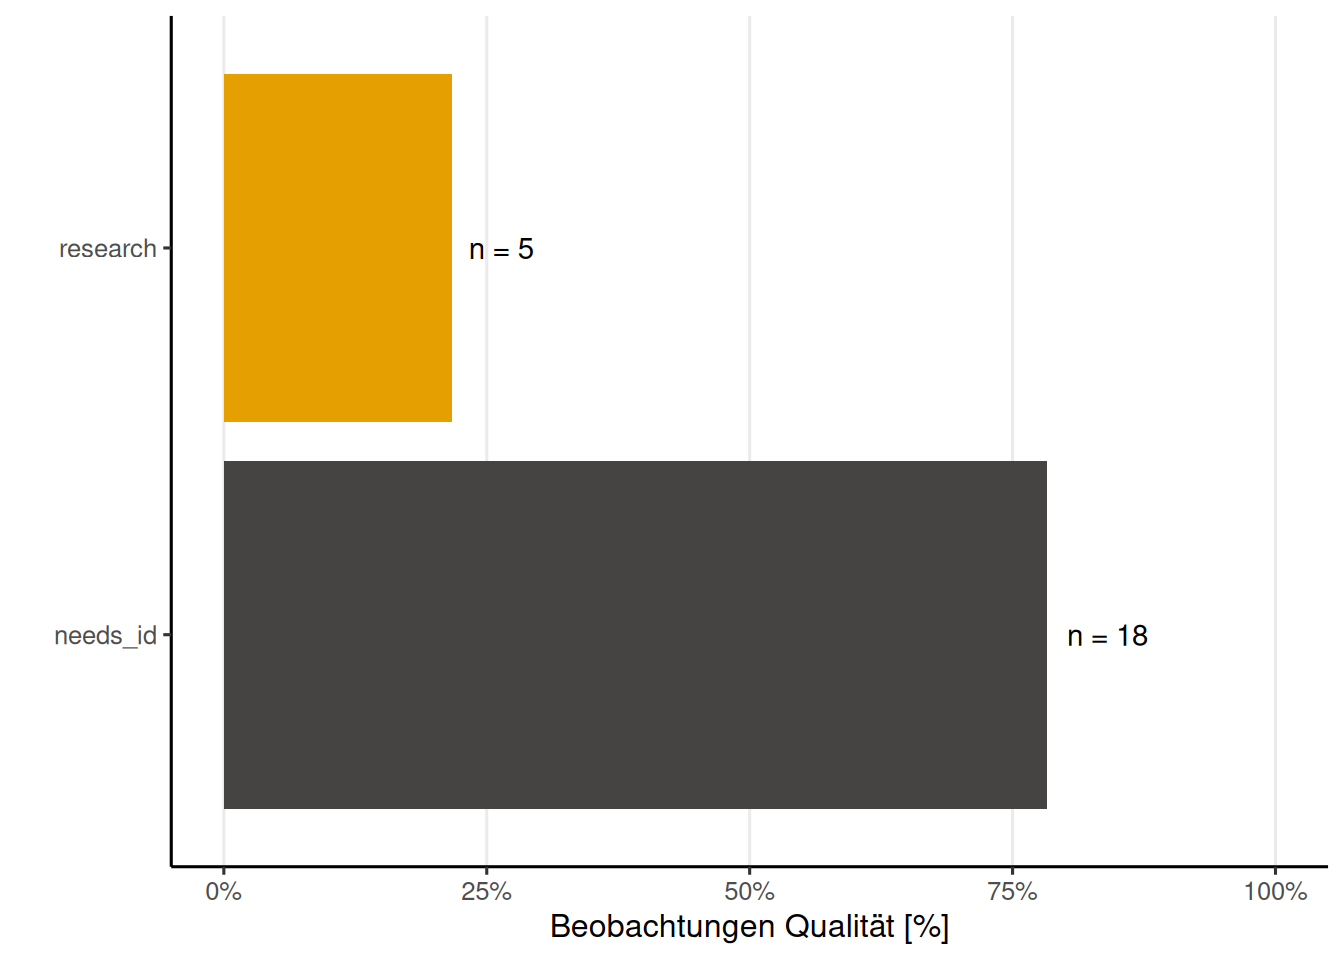 research
n = 5
needs_id
n = 18
0% 25% 50% 75% 100%
Beobachtungen Qualität [%]